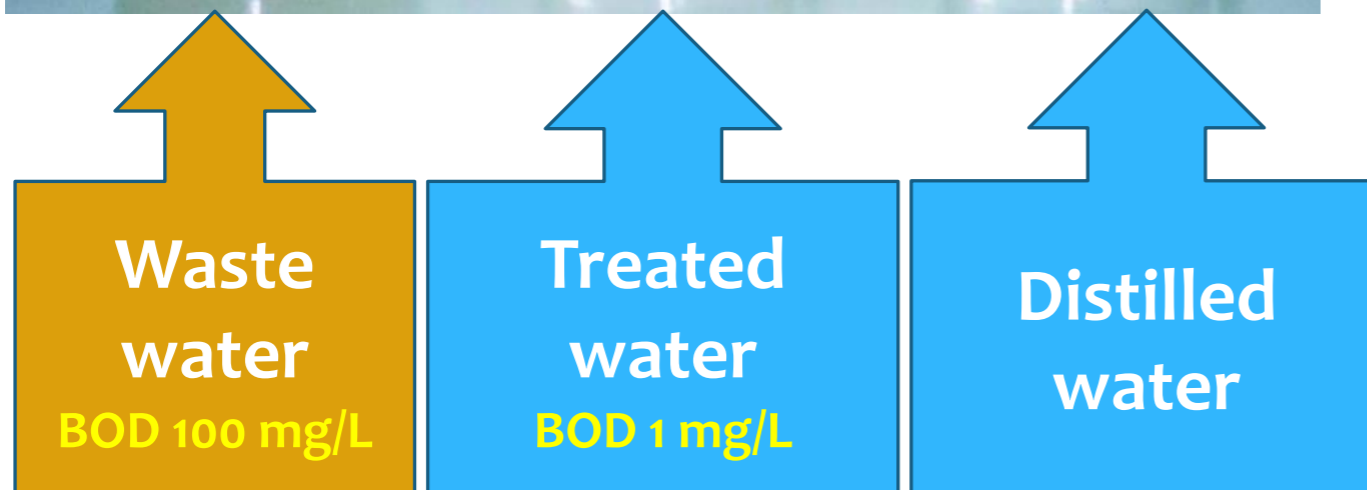 Waste
water
BOD 100 mg/L
Treated
water
BOD 1 mg/L
Distilled
water